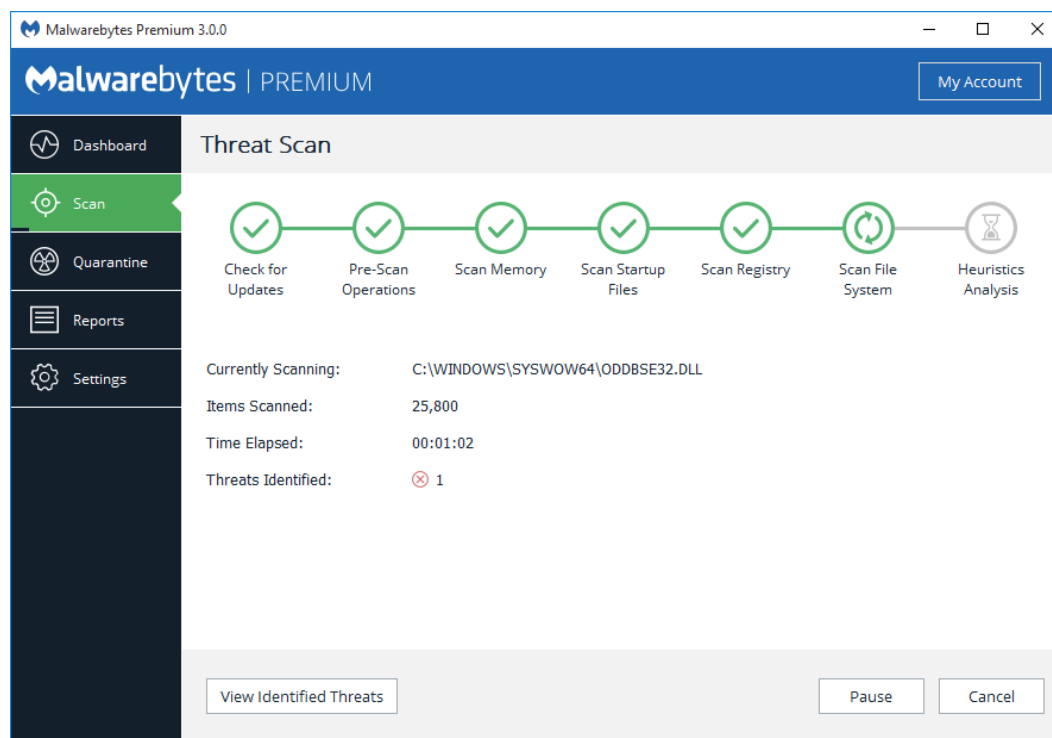 Malwarebytes Premium 3.0.0
Malwarebytes | PREMIUM
My Account
Dashboard
Threat Scan
Scan
Quarantine
Reports
Settings
Check for
Updates
Pre-Scan
Operations
Scan Memory
Scan Startup
Files
Scan Registry
Scan File
System
Heuristics
Analysis
Currently Scanning: C:\WINDOWS\SYSWOW64\ODDBSE32.DLL
Items Scanned: 25,800
Time Elapsed: 00:01:02
Threats Identified: 1
View Identified Threats
Pause
Cancel